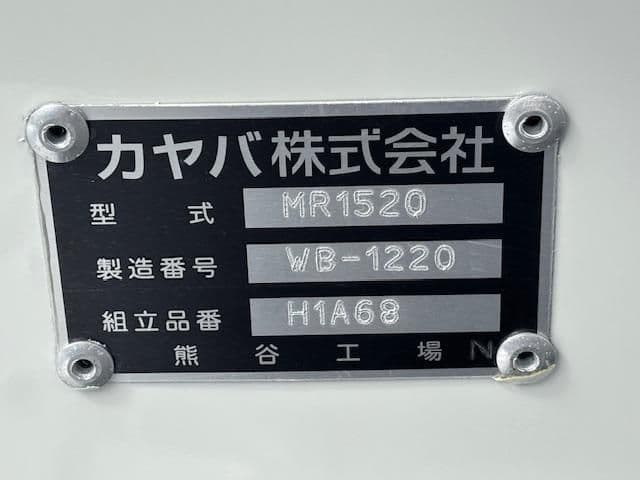 カヤバ株式会社
型式 MR1520
製造番号 WB-1220
組立品番 H1A68
熊谷工場 N